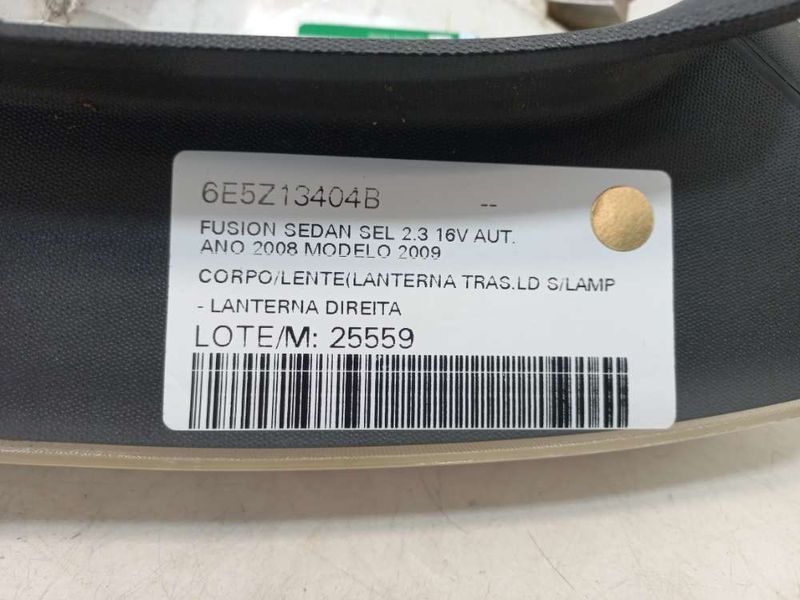 6E5Z13404B --
FUSION SEDAN SEL 2.3 16V AUT.
ANO 2008 MODELO 2009
CORPO/LENTE(LANTERNA TRAS.LD S/LAMP
- LANTERNA DIREITA
LOTE/M: 25559